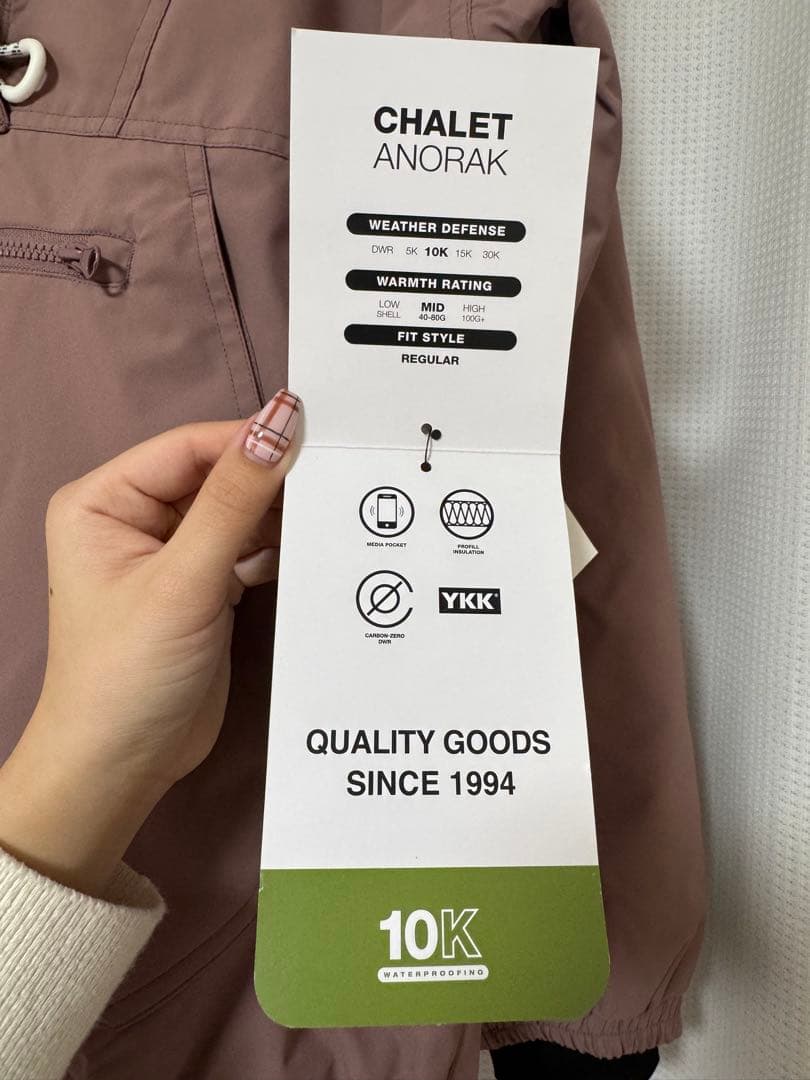 CHALET
ANORAK
WEATHER DEFENSE
DWR 5K 10K 15K 30K
WARMTH RATING
LOW MID HIGH
SHELL 40-80G 100G+
FIT STYLE
REGULAR
MEDIA POCKET
PROFILL
INSULATION
CARBON-ZERO
DWR
YKK®
QUALITY GOODS
SINCE 1994
10K
WATERPROOFING